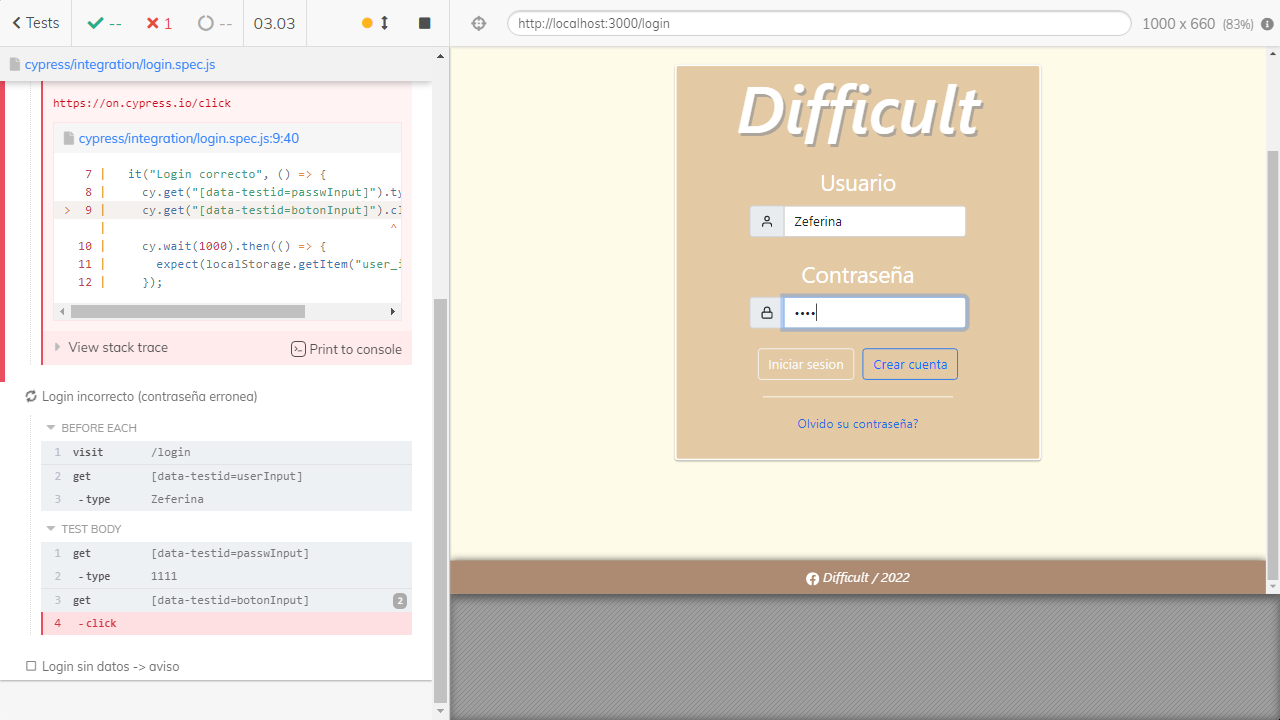 Tests
--
1
--
03.03
http://localhost:3000/login
1000 x 660 (83%)
cypress/integration/login.spec.js
https://on.cypress.io/click
cypress/integration/login.spec.js:9:40
7 | it("Login correcto", () => {
8 | cy.get("[data-testid=passwInput]").ty
> 9 | cy.get("[data-testid=botonInput]").cl
| ^
10 | cy.wait(1000).then(() => {
11 | expect(localStorage.getItem("user_i
12 | });
View stack trace
Print to console
Login incorrecto (contraseña erronea)
BEFORE EACH
1 visit /login
2 get [data-testid=userInput]
3 -type Zeferina
TEST BODY
1 get [data-testid=passwInput]
2 -type 1111
3 get [data-testid=botonInput] 2
4 -click
Login sin datos -> aviso
Difficult
Usuario
Zeferina
Contraseña
••••
Iniciar sesion
Crear cuenta
Olvido su contraseña?
Difficult / 2022